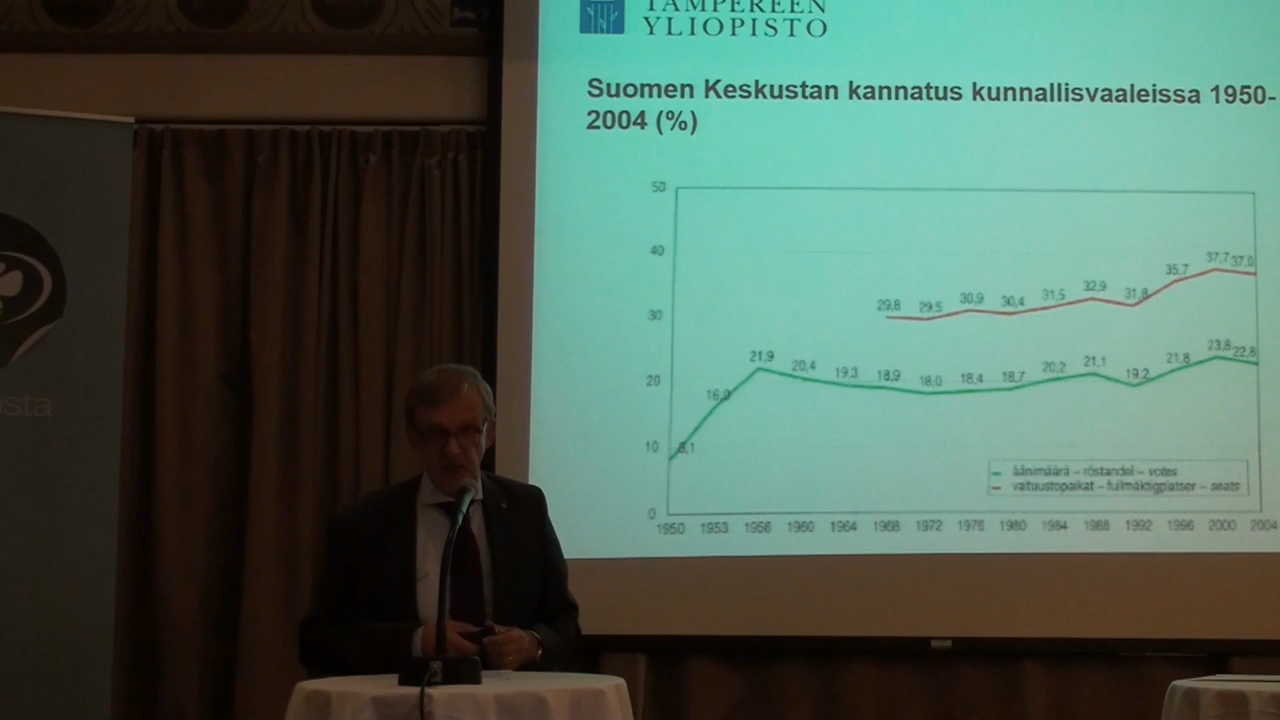 TAMPEREEN
YLIOPISTO
Suomen Keskustan kannatus kunnallisvaaleissa 1950-
2004 (%)
50
40
30
20
10
0
29,8 29,5 30,9 30,4 31,5 32,9 31,8 35,7 37,7 37,0
8,1 16,0 21,9 20,4 19,3 18,9 18,0 18,4 18,7 20,2 21,1 19,2 21,8 23,8 22,8
äänimäärä – röstandel – votes
valtuustopaikat – fullmäktigplatser – seats
1950 1953 1956 1960 1964 1968 1972 1976 1980 1984 1988 1992 1996 2000 2004
usta